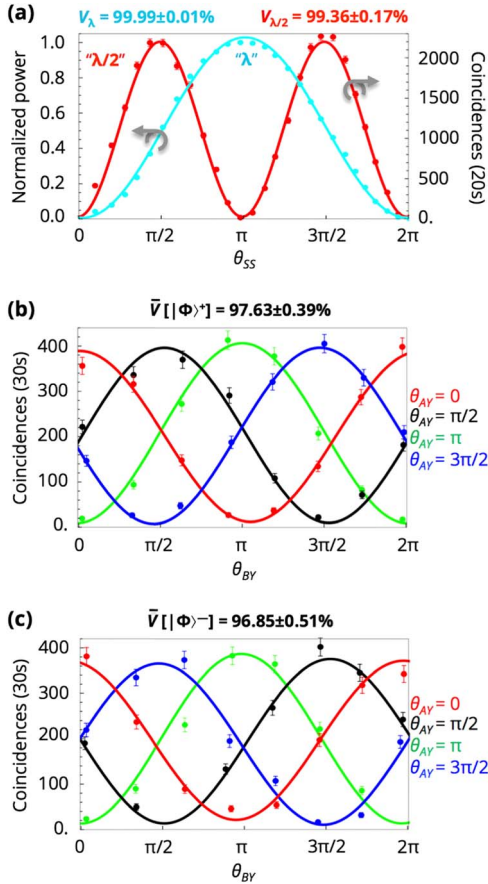 (a)
V_λ = 99.99±0.01% V_λ/2 = 99.36±0.17%
Normalized power
1.0
0.8
0.6
0.4
0.2
0.0
"λ/2"
"λ"
Coincidences (20s)
2000
1500
1000
500
0.
0 π/2 π 3π/2 2π
θ_SS
(b)
V̄ [|Φ⟩⁺] = 97.63±0.39%
Coincidences (30s)
400
300
200
100
0.
θ_AY = 0
θ_AY = π/2
θ_AY = π
θ_AY = 3π/2
0 π/2 π 3π/2 2π
θ_BY
(c)
V̄ [|Φ⟩⁻] = 96.85±0.51%
Coincidences (30s)
400
300
200
100
0.
θ_AY = 0
θ_AY = π/2
θ_AY = π
θ_AY = 3π/2
0 π/2 π 3π/2 2π
θ_BY